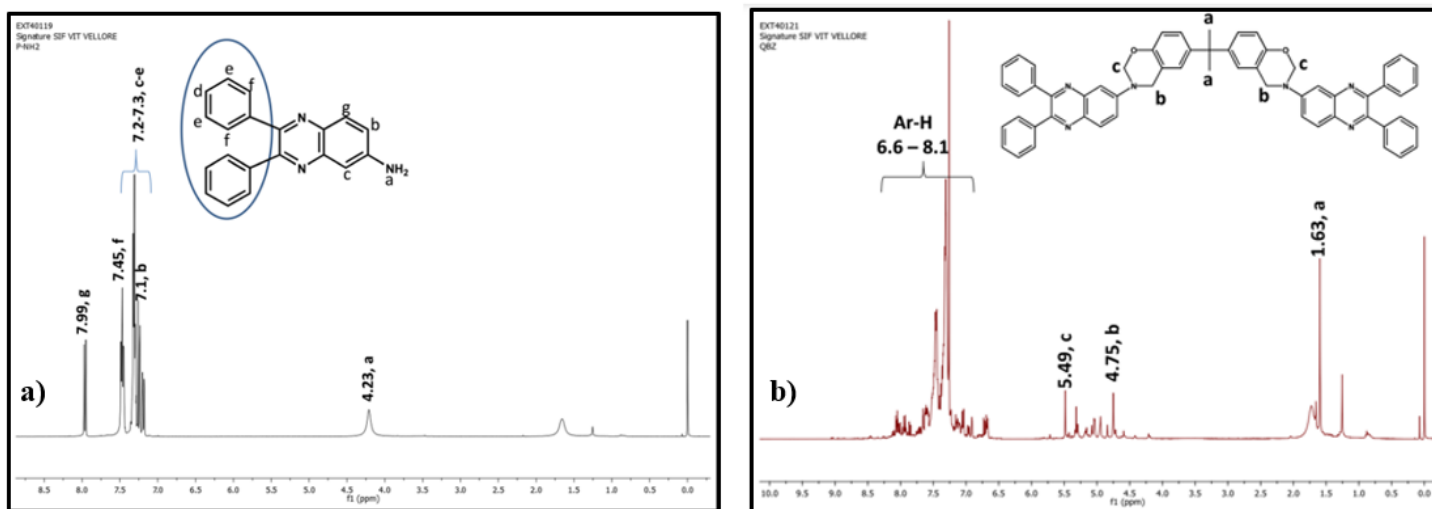 EXT40119
Signature SIF VIT VELLORE
P-NH2
7.99, g
7.45, f
7.2-7.3, c-e
7.1, b
4.23, a
e
f
d
e
f
g
b
c
a
N
N
NH2
a)
8.5 8.0 7.5 7.0 6.5 6.0 5.5 5.0 4.5 4.0 3.5 3.0 2.5 2.0 1.5 1.0 0.5 0.0
f1 (ppm)
EXT40121
Signature SIF VIT VELLORE
QBZ
a
a
O
O
c
c
b
b
N
N
N
N
N
N
Ar-H
6.6 – 8.1
5.49, c
4.75, b
1.63, a
b)
10.0 9.5 9.0 8.5 8.0 7.5 7.0 6.5 6.0 5.5 5.0 4.5 4.0 3.5 3.0 2.5 2.0 1.5 1.0 0.5 0.0
f1 (ppm)